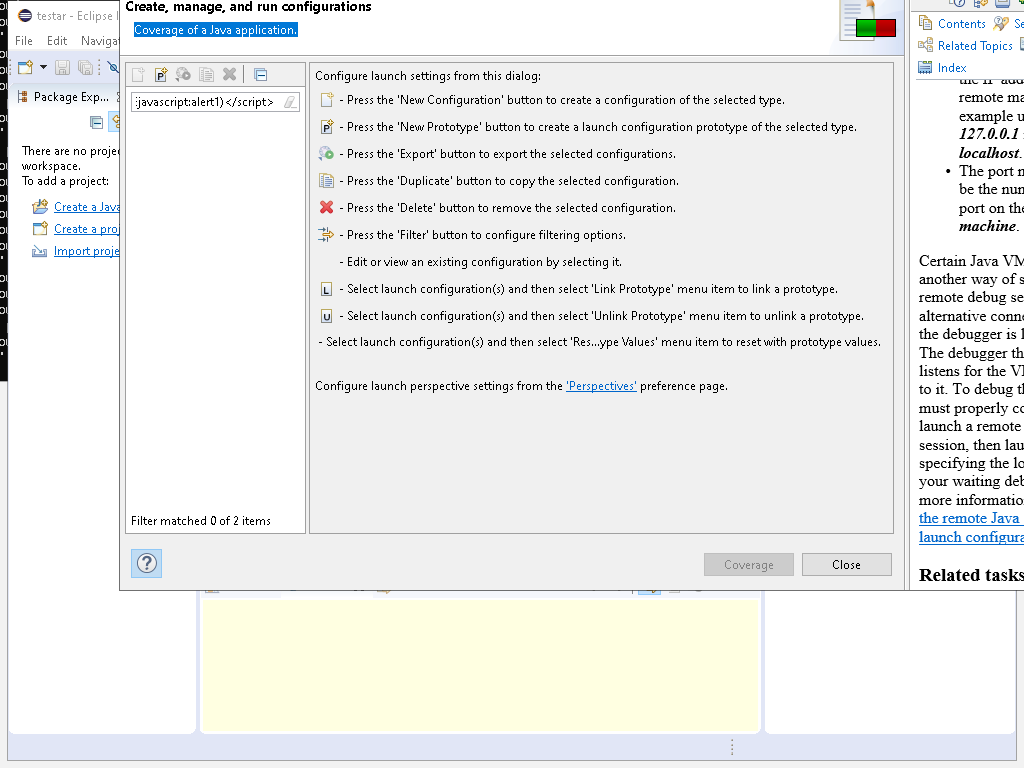 Create, manage, and run configurations
Coverage of a Java application.
testar - Eclipse I
File Edit Naviga
Package Exp...
There are no proje
workspace.
To add a project:
Create a Java
Create a proj
Import proje
javascript:alert1)</script>
Filter matched 0 of 2 items
Configure launch settings from this dialog:
- Press the 'New Configuration' button to create a configuration of the selected type.
- Press the 'New Prototype' button to create a launch configuration prototype of the selected type.
- Press the 'Export' button to export the selected configurations.
- Press the 'Duplicate' button to copy the selected configuration.
- Press the 'Delete' button to remove the selected configuration.
- Press the 'Filter' button to configure filtering options.
- Edit or view an existing configuration by selecting it.
L - Select launch configuration(s) and then select 'Link Prototype' menu item to link a prototype.
U - Select launch configuration(s) and then select 'Unlink Prototype' menu item to unlink a prototype.
- Select launch configuration(s) and then select 'Res...ype Values' menu item to reset with prototype values.
Configure launch perspective settings from the 'Perspectives' preference page.
?
Coverage
Close
Contents Se
Related Topics
Index
remote ma
example u
127.0.0.1
localhost.
• The port n
be the num
port on the
machine.
Certain Java VM
another way of s
remote debug se
alternative conne
the debugger is l
The debugger th
listens for the VM
to it. To debug th
must properly co
launch a remote
session, then lau
specifying the lo
your waiting deb
more information
the remote Java
launch configura
Related tasks